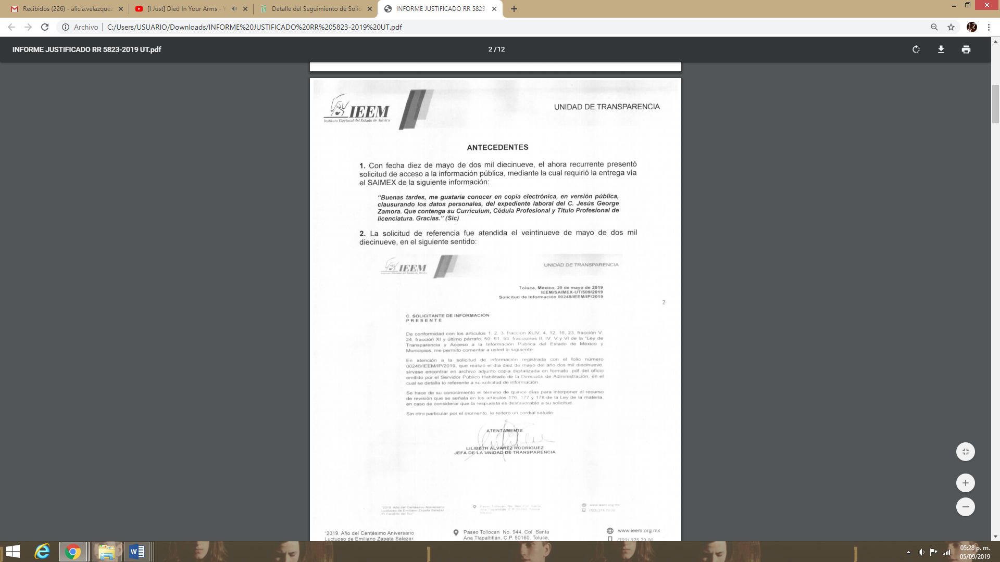 Recibidos (226) - alicia.velazquez
[I Just] Died In Your Arms - Y
Detalle del Seguimiento de Solic
INFORME JUSTIFICADO RR 5823-
Archivo
C:/Users/USUARIO/Downloads/INFORME%20JUSTIFICADO%20RR%205823-2019%20UT.pdf
INFORME JUSTIFICADO RR 5823-2019 UT.pdf
2 / 12
IEEM
Instituto Electoral del Estado de México
UNIDAD DE TRANSPARENCIA
ANTECEDENTES
1. Con fecha diez de mayo de dos mil diecinueve, el ahora recurrente presentó
solicitud de acceso a la información pública, mediante la cual requirió la entrega vía
el SAIMEX de la siguiente información:
“Buenas tardes, me gustaría conocer en copia electrónica, en versión pública,
clausurando los datos personales, del expediente laboral del C. Jesús George
Zamora. Que contenga su Curriculum, Cédula Profesional y Título Profesional de
licenciatura. Gracias.” (Sic)
2. La solicitud de referencia fue atendida el veintinueve de mayo de dos mil
diecinueve, en el siguiente sentido:
IEEM
Instituto Electoral del Estado de México
UNIDAD DE TRANSPARENCIA
Toluca, México, 29 de mayo de 2019
IEEM/SAIMEX-UT/509/2019
Solicitud de Información 00248/IEEM/IP/2019
2
C. SOLICITANTE DE INFORMACIÓN
P R E S E N T E
De conformidad con los artículos 1, 2, 3, fracción XLIV, 4, 12, 16, 23, fracción V,
24, fracción XI y último párrafo, 50, 51, 53, fracciones II, IV, V y VI de la "Ley de
Transparencia y Acceso a la Información Pública del Estado de México y
Municipios; me permito comentar a usted lo siguiente:
En atención a la solicitud de información registrada con el folio número
00248/IEEM/IP/2019, que realizó el día diez de mayo del año dos mil diecinueve,
sírvase encontrar en archivo adjunto copia digitalizada en formato .pdf del oficio
emitido por el Servidor Público Habilitado de la Dirección de Administración, en el
cual se detalla lo referente a su solicitud de información.
Se hace de su conocimiento el término de quince días para interponer el recurso
de revisión que se señala en los artículos 176, 177 y 178 de la Ley de la materia,
en caso de considerar que la respuesta es desfavorable a su solicitud.
Sin otro particular por el momento, le reitero un cordial saludo.
ATENTAMENTE
LILIBETH ÁLVAREZ RODRÍGUEZ
JEFA DE LA UNIDAD DE TRANSPARENCIA
"2019. Año del Centésimo Aniversario
Luctuoso de Emiliano Zapata Salazar.
El Caudillo del Sur"
Paseo Tollocan No. 944, Col. Santa
Ana Tlapaltitlán, C.P. 50160, Toluca,
México.
www.ieem.org.mx
(722) 275 73 00
"2019. Año del Centésimo Aniversario
Luctuoso de Emiliano Zapata Salazar.
Paseo Tollocan No. 944, Col. Santa
Ana Tlapaltitlán, C.P. 50160, Toluca,
www.ieem.org.mx
(722) 275 73 00
05:28 p. m.
05/09/2019